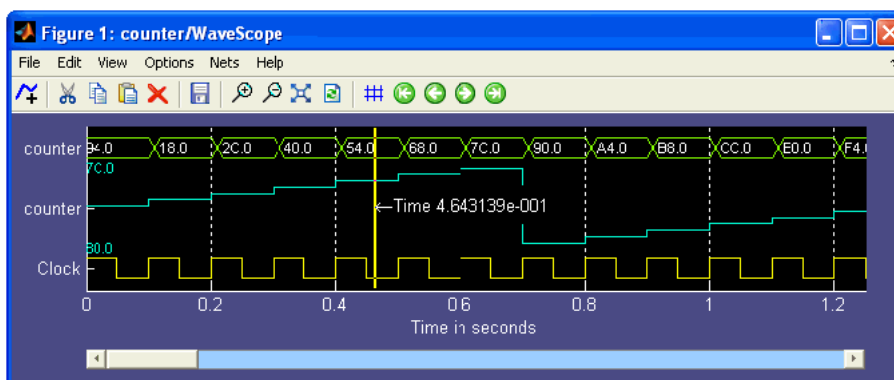 Figure 1: counter/WaveScope
File Edit View Options Nets Help
counter 18.0 2C.0 40.0 54.0 68.0 7C.0 90.0 A4.0 B8.0 CC.0 E0.0 F4.
7C.0
counter
Time 4.643139e-001
80.0
Clock
0 0.2 0.4 0.6 0.8 1 1.2
Time in seconds